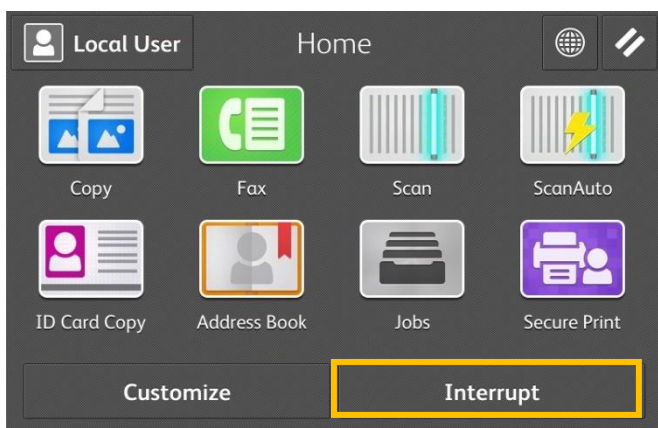 Local User Home
Copy Fax Scan ScanAuto
ID Card Copy Address Book Jobs Secure Print
Customize Interrupt